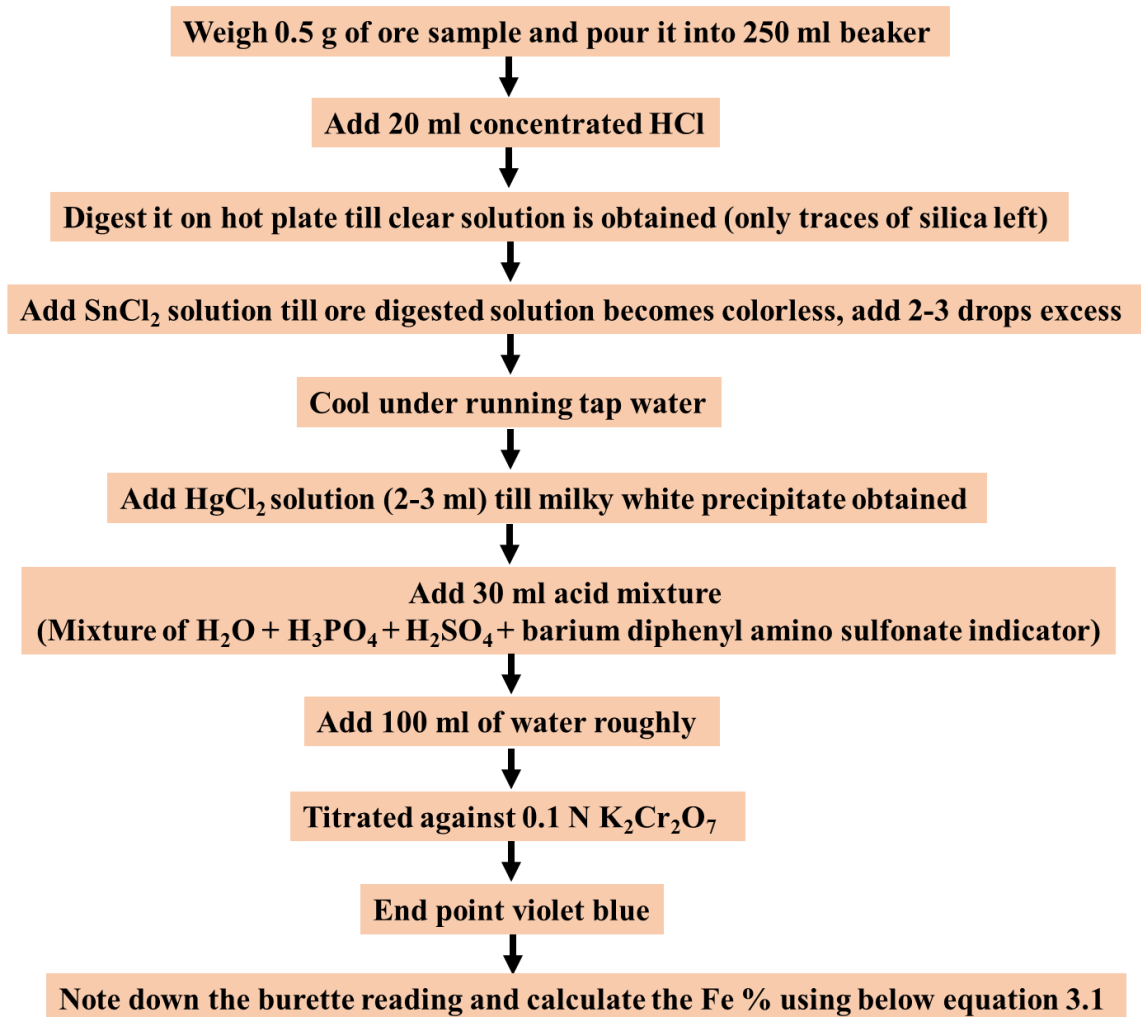 Weigh 0.5 g of ore sample and pour it into 250 ml beaker
Add 20 ml concentrated HCl
Digest it on hot plate till clear solution is obtained (only traces of silica left)
Add SnCl₂ solution till ore digested solution becomes colorless, add 2-3 drops excess
Cool under running tap water
Add HgCl₂ solution (2-3 ml) till milky white precipitate obtained
Add 30 ml acid mixture
(Mixture of H₂O + H₃PO₄ + H₂SO₄ + barium diphenyl amino sulfonate indicator)
Add 100 ml of water roughly
Titrated against 0.1 N K₂Cr₂O₇
End point violet blue
Note down the burette reading and calculate the Fe % using below equation 3.1